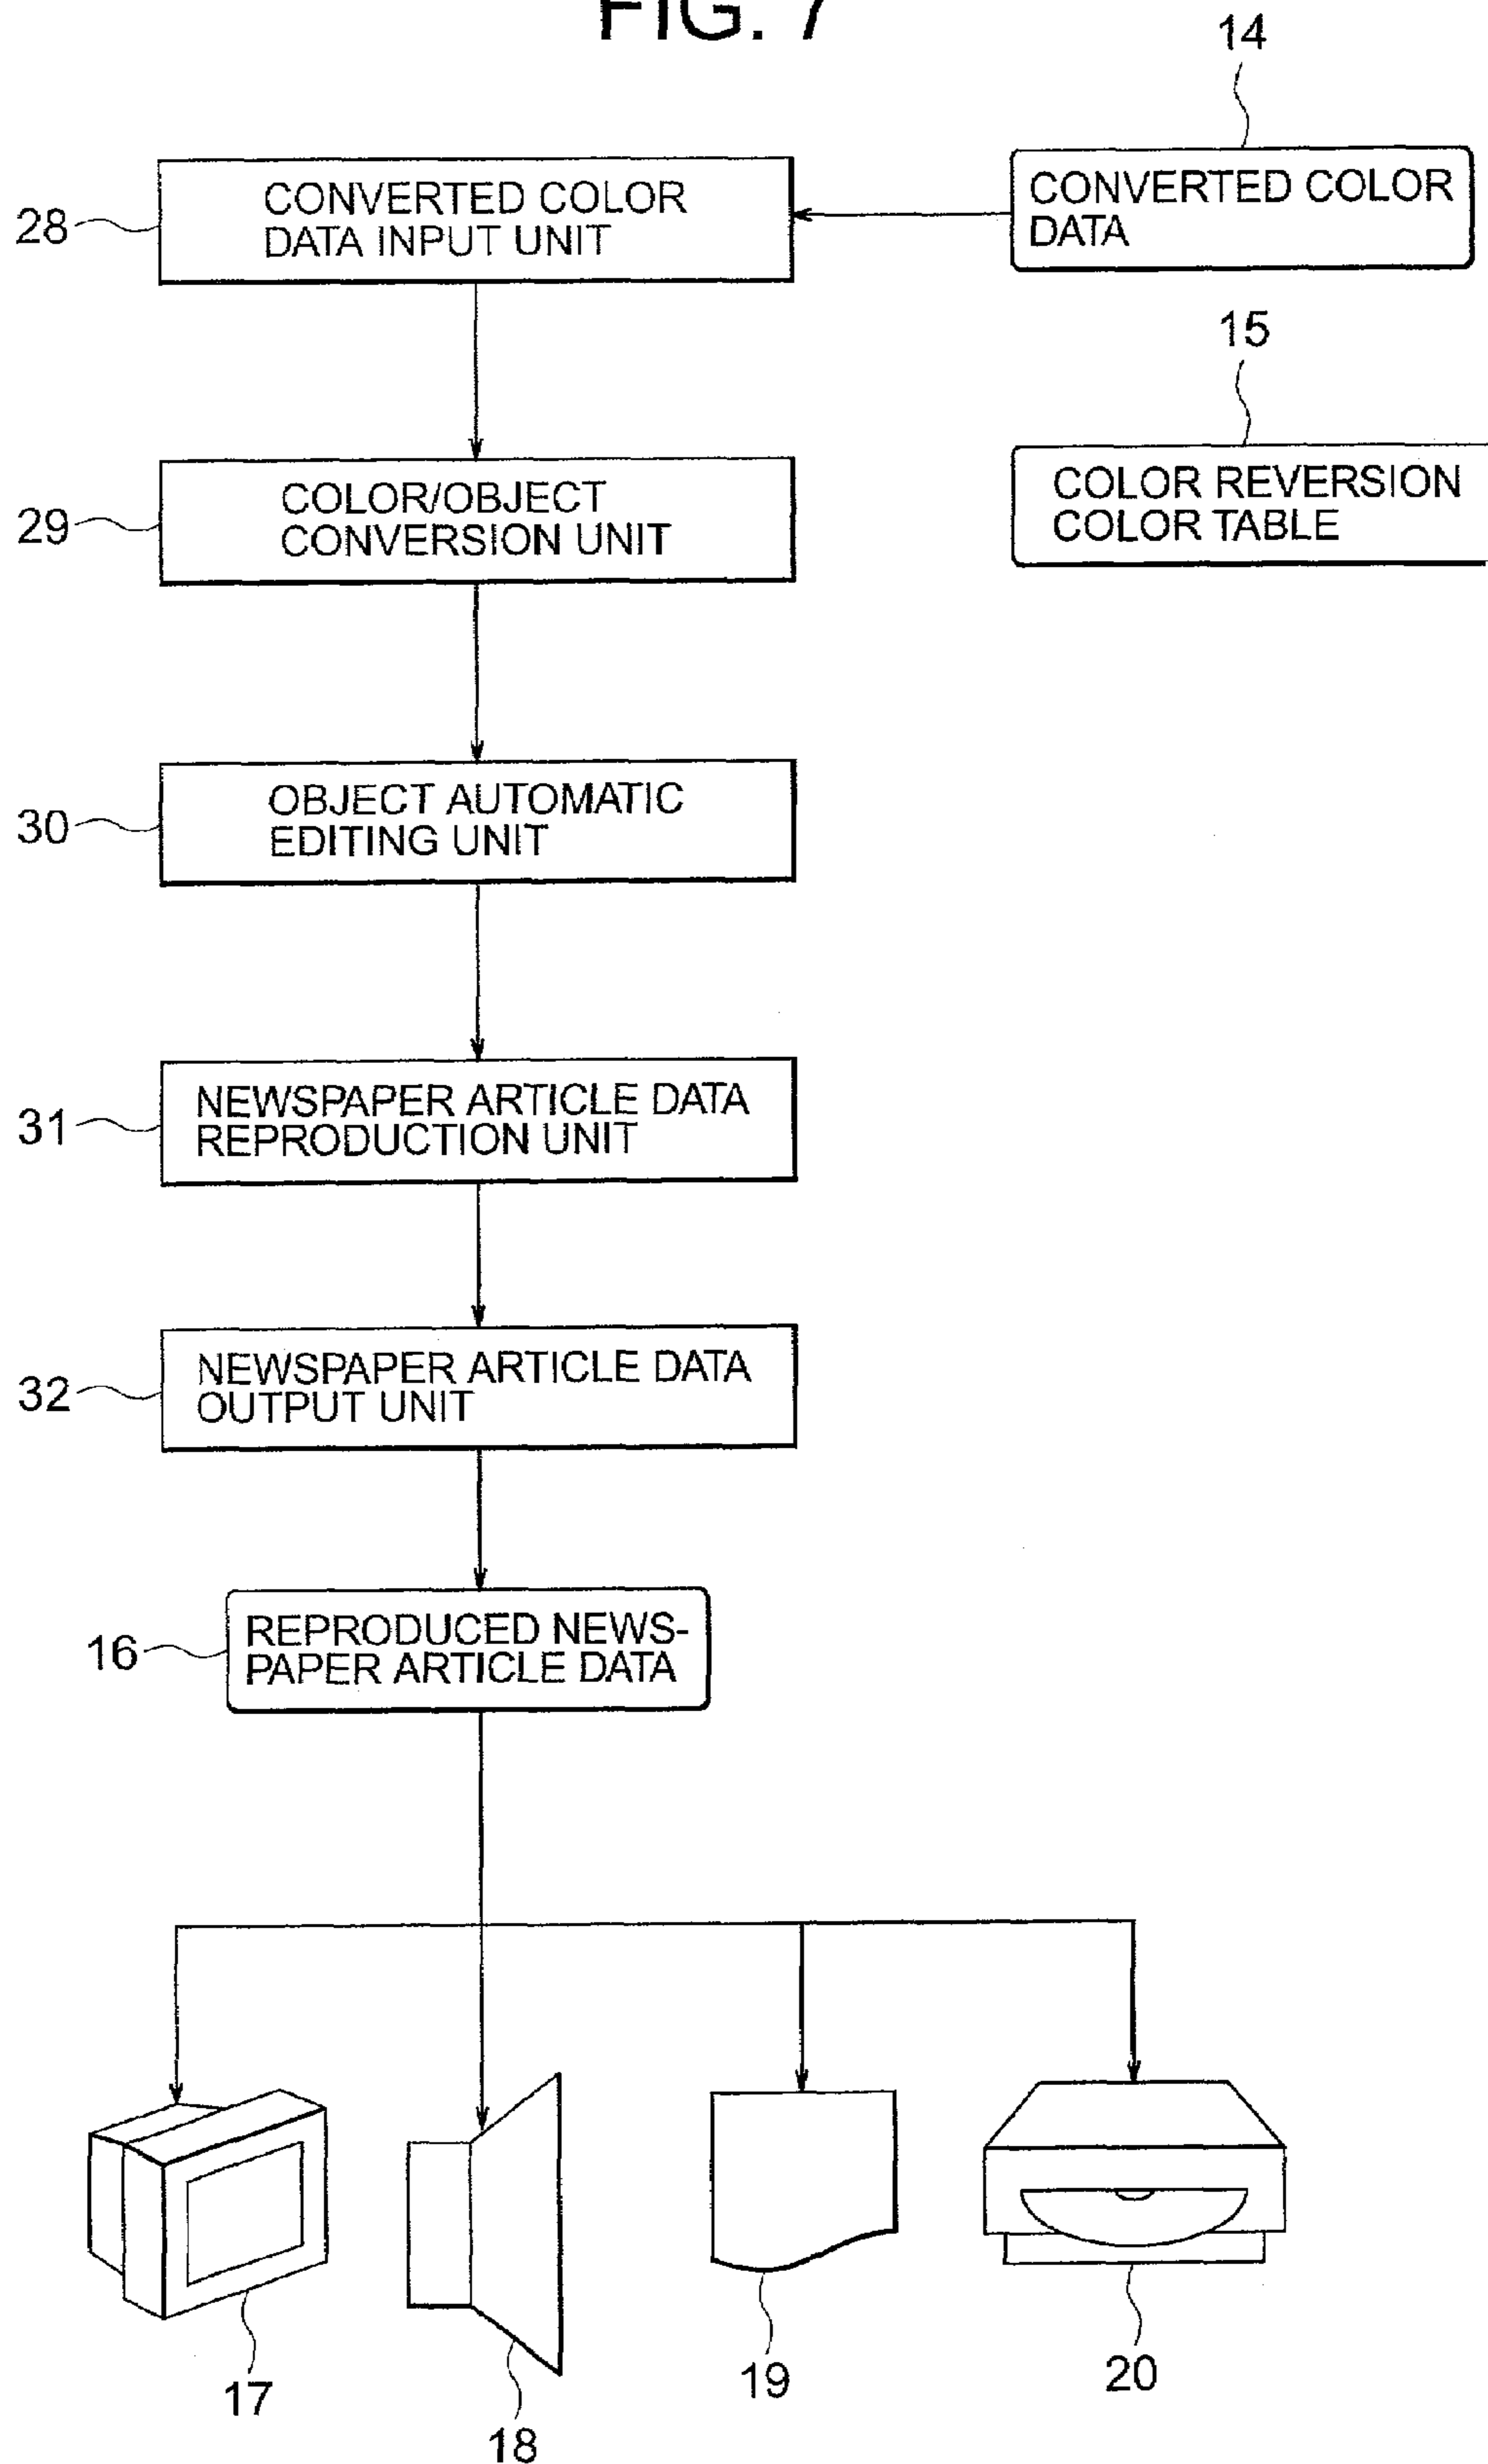 FIG. 7
14
28
CONVERTED COLOR
DATA INPUT UNIT
CONVERTED COLOR
DATA
15
29
COLOR/OBJECT
CONVERSION UNIT
COLOR REVERSION
COLOR TABLE
30
OBJECT AUTOMATIC
EDITING UNIT
31
NEWSPAPER ARTICLE DATA
REPRODUCTION UNIT
32
NEWSPAPER ARTICLE DATA
OUTPUT UNIT
16
REPRODUCED NEWS-
PAPER ARTICLE DATA
17
18
19
20